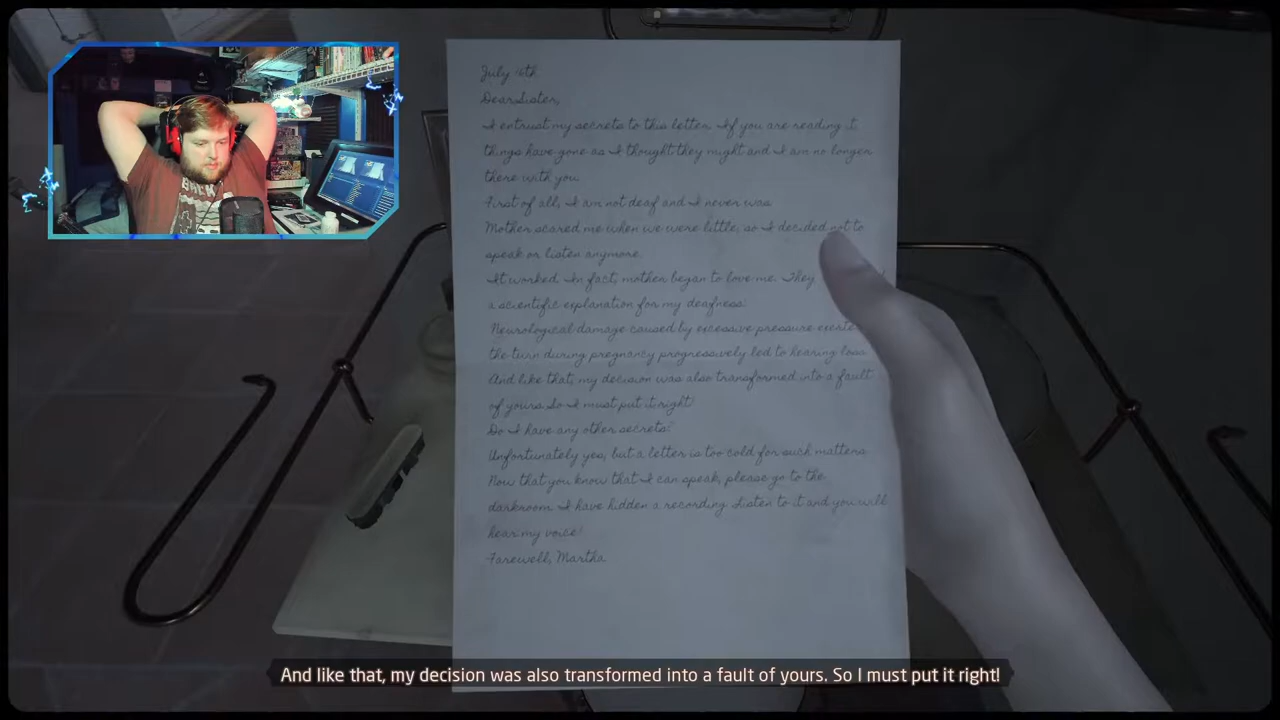 July 16th
Dear Sister,
I entrust my secrets to this letter. If you are reading it,
things have gone as I thought they might and I am no longer
there with you.
First of all, I am not deaf and I never was.
Mother scared me when we were little, so I decided not to
speak or listen anymore.
It worked. In fact, mother began to love me. They
a scientific explanation for my deafness:
Neurological damage caused by excessive pressure
the turn during pregnancy progressively led to hearing loss.
And like that, my decision was also transformed into a fault
of yours. So I must put it right!
Do I have any other secrets?
Unfortunately yes, but a letter is too cold for such matters.
Now that you know that I can speak, please go to the
darkroom. I have hidden a recording. Listen to it and you will
hear my voice!
Farewell, Martha
And like that, my decision was also transformed into a fault of yours. So I must put it right!